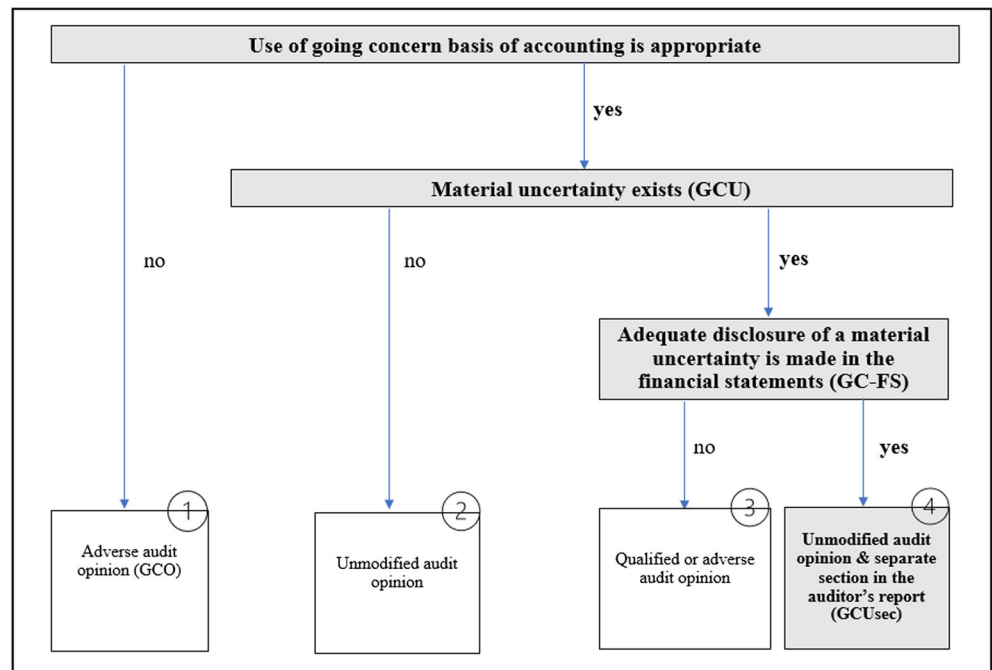 Use of going concern basis of accounting is appropriate
yes
Material uncertainty exists (GCU)
no
no
yes
Adequate disclosure of a material
uncertainty is made in the
financial statements (GC-FS)
no
yes
1
Adverse audit
opinion (GCO)
2
Unmodified audit
opinion
3
Qualified or adverse
audit opinion
4
Unmodified audit
opinion & separate
section in the
auditor's report
(GCUsec)